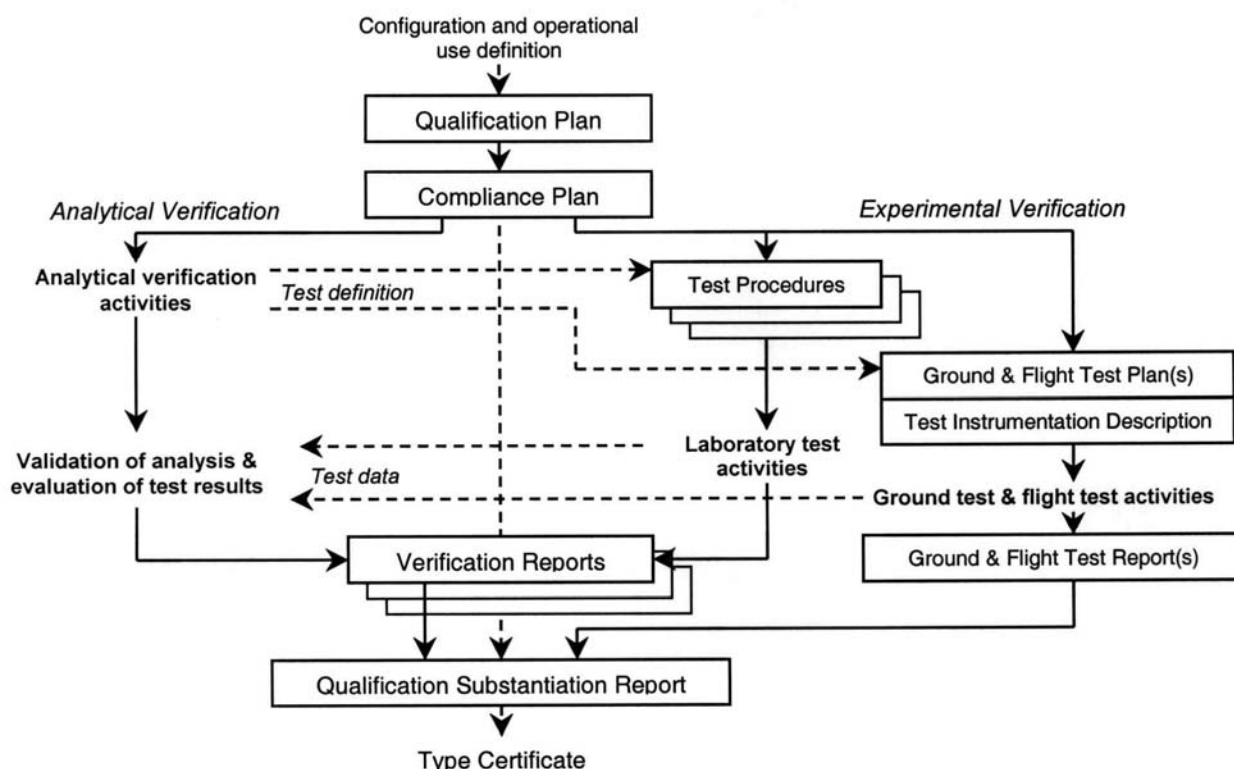 Configuration and operational
use definition
Qualification Plan
Compliance Plan
Analytical Verification
Experimental Verification
Analytical verification
activities
Test definition
Test Procedures
Ground & Flight Test Plan(s)
Test Instrumentation Description
Laboratory test
activities
Validation of analysis &
evaluation of test results
Test data
Ground test & flight test activities
Verification Reports
Ground & Flight Test Report(s)
Qualification Substantiation Report
Type Certificate